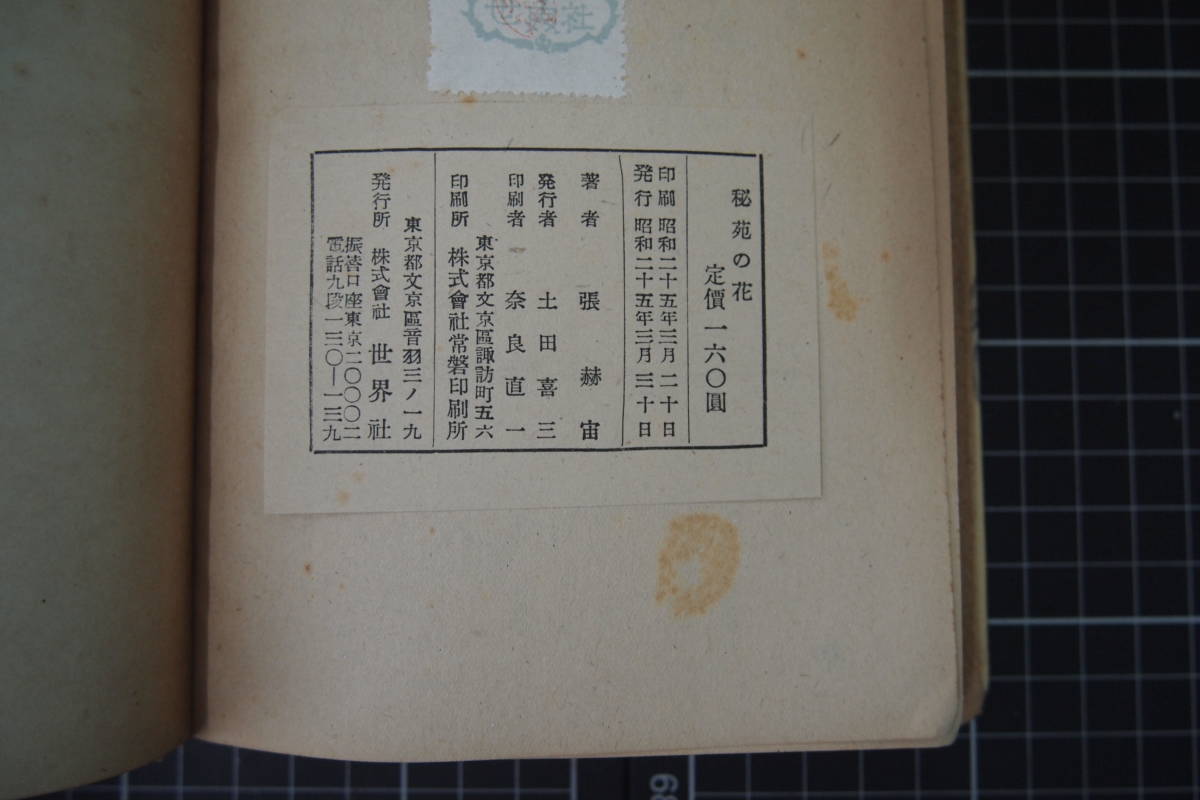 世界社
秘苑の花
定價一六〇圓
印刷 昭和二十五年三月二十日
発行 昭和二十五年三月三十日
著者 張赫宙
発行者 土田喜三
印刷者 奈良直一
東京都文京區諏訪町五六
印刷所 株式會社常磐印刷所
東京都文京區音羽三ノ一九
発行所 株式會社 世界社
振替口座東京二〇〇〇二
電話九段一三〇—一三九